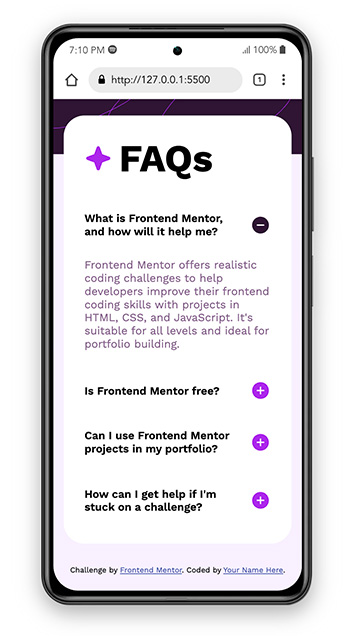 7:10 PM
100%
http://127.0.0.1:5500
1
FAQs
What is Frontend Mentor,
and how will it help me?
Frontend Mentor offers realistic
coding challenges to help
developers improve their frontend
coding skills with projects in
HTML, CSS, and JavaScript. It's
suitable for all levels and ideal for
portfolio building.
Is Frontend Mentor free?
Can I use Frontend Mentor
projects in my portfolio?
How can I get help if I'm
stuck on a challenge?
Challenge by Frontend Mentor. Coded by Your Name Here.